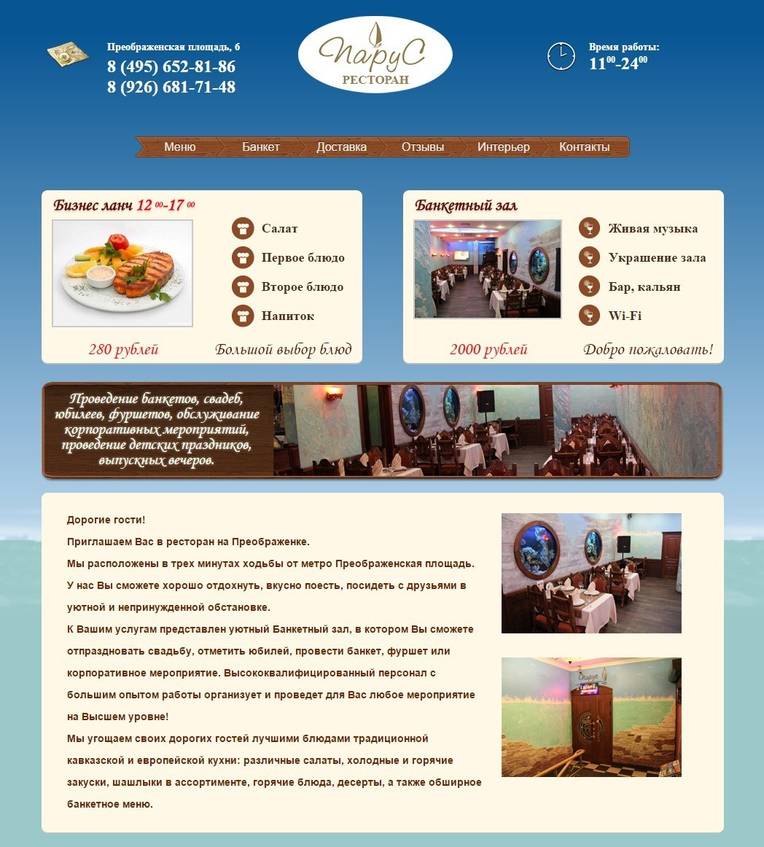 Преображенская площадь, 6
8 (495) 652-81-86
8 (926) 681-71-48
Парус
РЕСТОРАН
Время работы:
11⁰⁰-24⁰⁰
Меню Банкет Доставка Отзывы Интерьер Контакты
Бизнес ланч 12 ⁰⁰-17 ⁰⁰
Салат
Первое блюдо
Второе блюдо
Напиток
280 рублей
Большой выбор блюд
Банкетный зал
Живая музыка
Украшение зала
Бар, кальян
Wi-Fi
2000 рублей
Добро пожаловать!
Проведение банкетов, свадеб,
юбилеев, фуршетов, обслуживание
корпоративных мероприятий,
проведение детских праздников,
выпускных вечеров.
Дорогие гости!
Приглашаем Вас в ресторан на Преображенке.
Мы расположены в трех минутах ходьбы от метро Преображенская площадь.
У нас Вы сможете хорошо отдохнуть, вкусно поесть, посидеть с друзьями в
уютной и непринужденной обстановке.
К Вашим услугам представлен уютный Банкетный зал, в котором Вы сможете
отпраздновать свадьбу, отметить юбилей, провести банкет, фуршет или
корпоративное мероприятие. Высококвалифицированный персонал с
большим опытом работы организует и проведет для Вас любое мероприятие
на Высшем уровне!
Мы угощаем своих дорогих гостей лучшими блюдами традиционной
кавказской и европейской кухни: различные салаты, холодные и горячие
закуски, шашлыки в ассортименте, горячие блюда, десерты, а также обширное
банкетное меню.